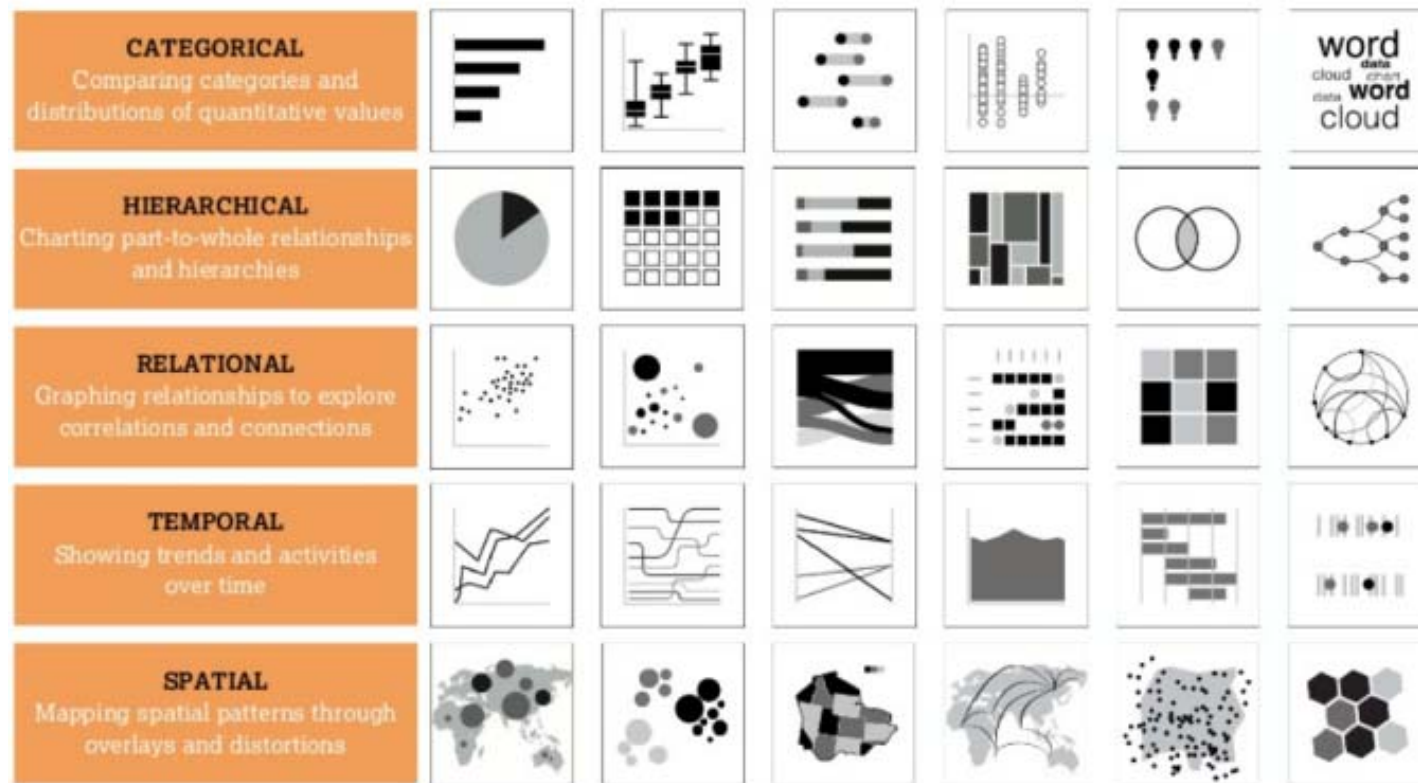 CATEGORICAL
Comparing categories and
distributions of quantitative values
word
data
cloud chart
data word
cloud
HIERARCHICAL
Charting part-to-whole relationships
and hierarchies
RELATIONAL
Graphing relationships to explore
correlations and connections
TEMPORAL
Showing trends and activities
over time
SPATIAL
Mapping spatial patterns through
overlays and distortions